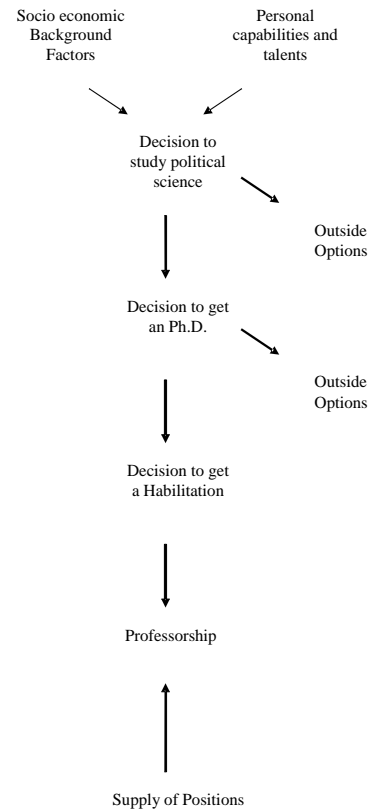 Socio economic
Background
Factors
Personal
capabilities and
talents
Decision to
study political
science
Outside
Options
Decision to get
an Ph.D.
Outside
Options
Decision to get
a Habilitation
Professorship
Supply of Positions